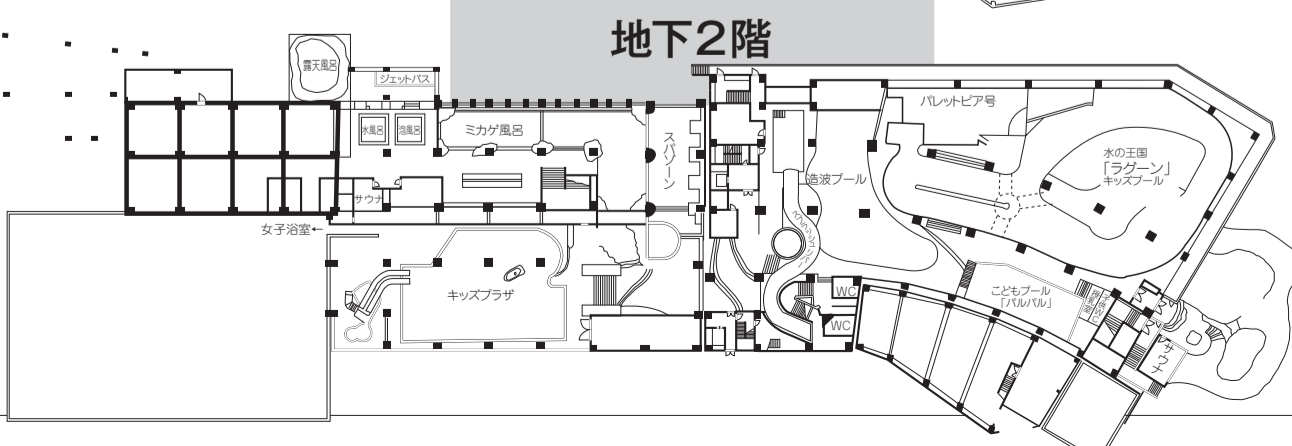 地下2階
露天風呂
ジェットバス
水風呂
泡風呂
ミカゲ風呂
スパゾーン
サウナ
女子浴室←
キッズプラザ
パレットピア号
水の王国
「ラグーン」
キッズプール
造波プール
WC
WC
こどもプール
「パルパル」
サウナ